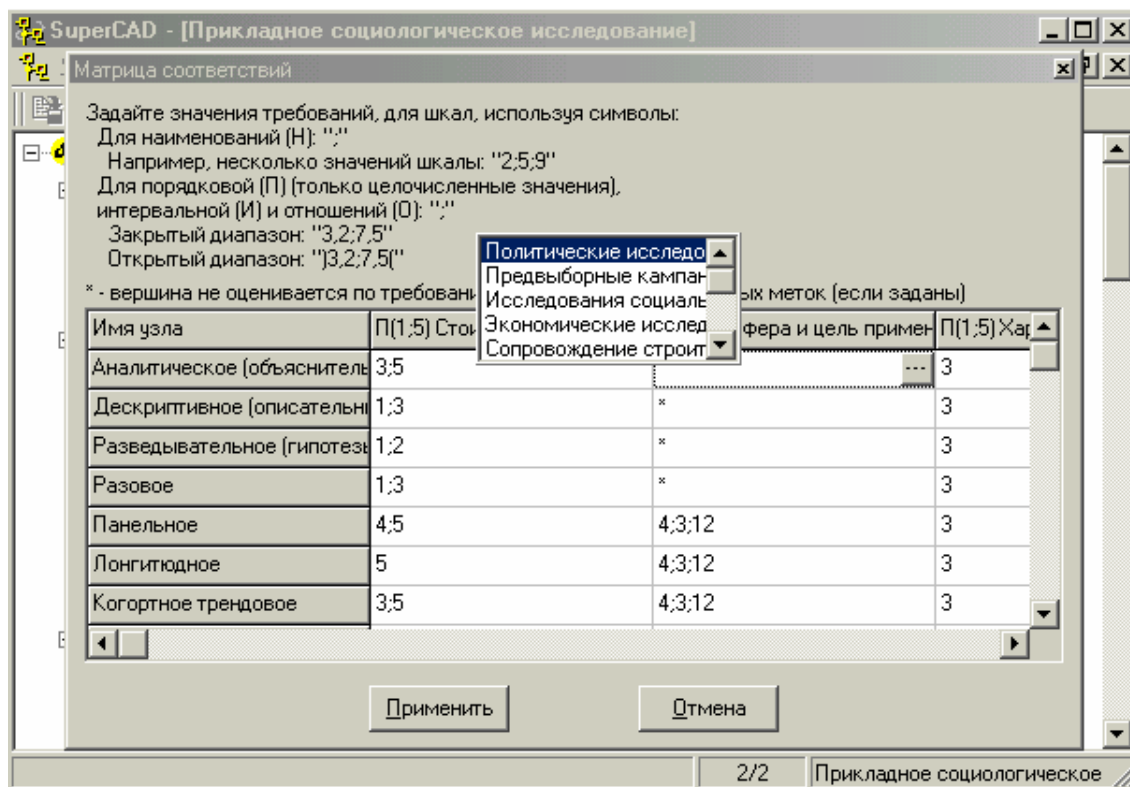 SuperCAD - [Прикладное социологическое исследование]
Матрица соответствий
Задайте значения требований, для шкал, используя символы:
Для наименований (Н): ";"
Например, несколько значений шкалы: "2;5;9"
Для порядковой (П) (только целочисленные значения),
интервальной (И) и отношений (О): ";"
Закрытый диапазон: "3,2;7,5"
Открытый диапазон: ")3,2;7,5("
Политические исследо
Предвыборные кампан
Исследования социаль
Экономические исслед
Сопровождение строит
* - вершина не оценивается по требовани ых меток (если заданы)
Имя узла П(1;5) Стои фера и цель примен П(1;5) Хар
Аналитическое (объяснитель 3;5 --- 3
Дескриптивное (описательн 1;3 * 3
Разведывательное (гипотезь 1;2 * 3
Разовое 1;3 * 3
Панельное 4;5 4;3;12 3
Лонгитюдное 5 4;3;12 3
Когортное трендовое 3;5 4;3;12 3
Применить Отмена
2/2 Прикладное социологическое